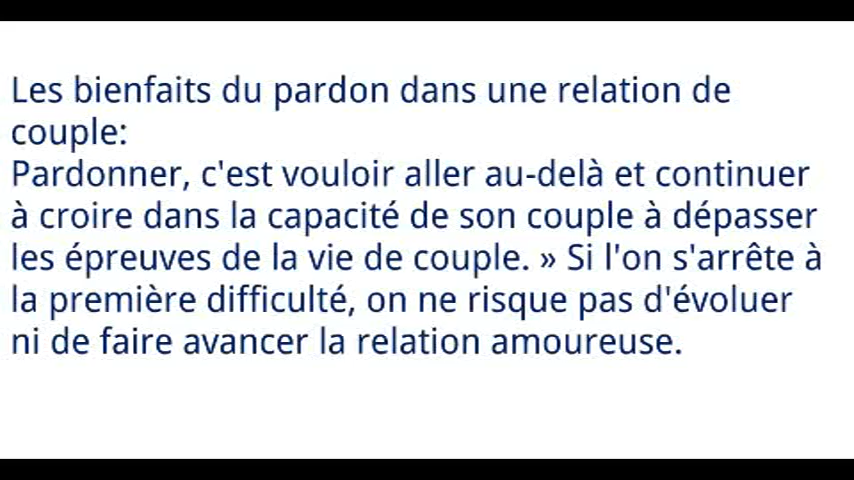 Les bienfaits du pardon dans une relation de
couple:
Pardonner, c'est vouloir aller au-delà et continuer
à croire dans la capacité de son couple à dépasser
les épreuves de la vie de couple. » Si l'on s'arrête à
la première difficulté, on ne risque pas d'évoluer
ni de faire avancer la relation amoureuse.